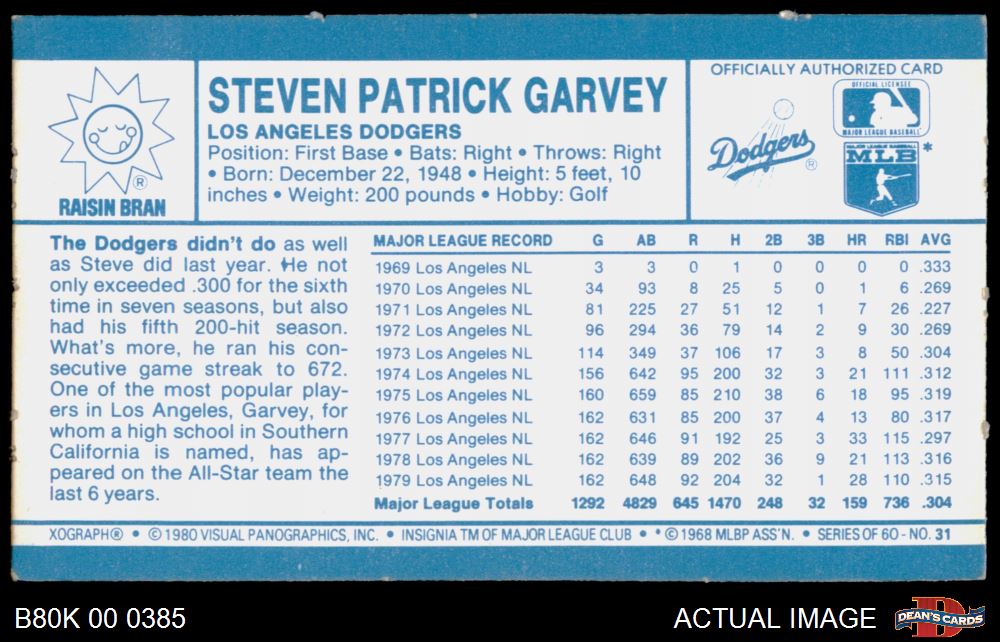 RAISIN BRAN
®
STEVEN PATRICK GARVEY
LOS ANGELES DODGERS
Position: First Base • Bats: Right • Throws: Right
• Born: December 22, 1948 • Height: 5 feet, 10
inches • Weight: 200 pounds • Hobby: Golf
OFFICIALLY AUTHORIZED CARD
Dodgers ®
OFFICIAL LICENSEE
MAJOR LEAGUE BASEBALL
MAJOR LEAGUE BASEBALL
MLB *
The Dodgers didn't do as well
as Steve did last year. He not
only exceeded .300 for the sixth
time in seven seasons, but also
had his fifth 200-hit season.
What's more, he ran his con-
secutive game streak to 672.
One of the most popular play-
ers in Los Angeles, Garvey, for
whom a high school in Southern
California is named, has ap-
peared on the All-Star team the
last 6 years.
MAJOR LEAGUE RECORD G AB R H 2B 3B HR RBI AVG
1969 Los Angeles NL 3 3 0 1 0 0 0 0 .333
1970 Los Angeles NL 34 93 8 25 5 0 1 6 .269
1971 Los Angeles NL 81 225 27 51 12 1 7 26 .227
1972 Los Angeles NL 96 294 36 79 14 2 9 30 .269
1973 Los Angeles NL 114 349 37 106 17 3 8 50 .304
1974 Los Angeles NL 156 642 95 200 32 3 21 111 .312
1975 Los Angeles NL 160 659 85 210 38 6 18 95 .319
1976 Los Angeles NL 162 631 85 200 37 4 13 80 .317
1977 Los Angeles NL 162 646 91 192 25 3 33 115 .297
1978 Los Angeles NL 162 639 89 202 36 9 21 113 .316
1979 Los Angeles NL 162 648 92 204 32 1 28 110 .315
Major League Totals 1292 4829 645 1470 248 32 159 736 .304
XOGRAPH® • © 1980 VISUAL PANOGRAPHICS, INC. • INSIGNIA TM OF MAJOR LEAGUE CLUB • * © 1968 MLBP ASS'N. • SERIES OF 60 - NO. 31
B80K 00 0385
ACTUAL IMAGE
D
DEAN'S CARDS